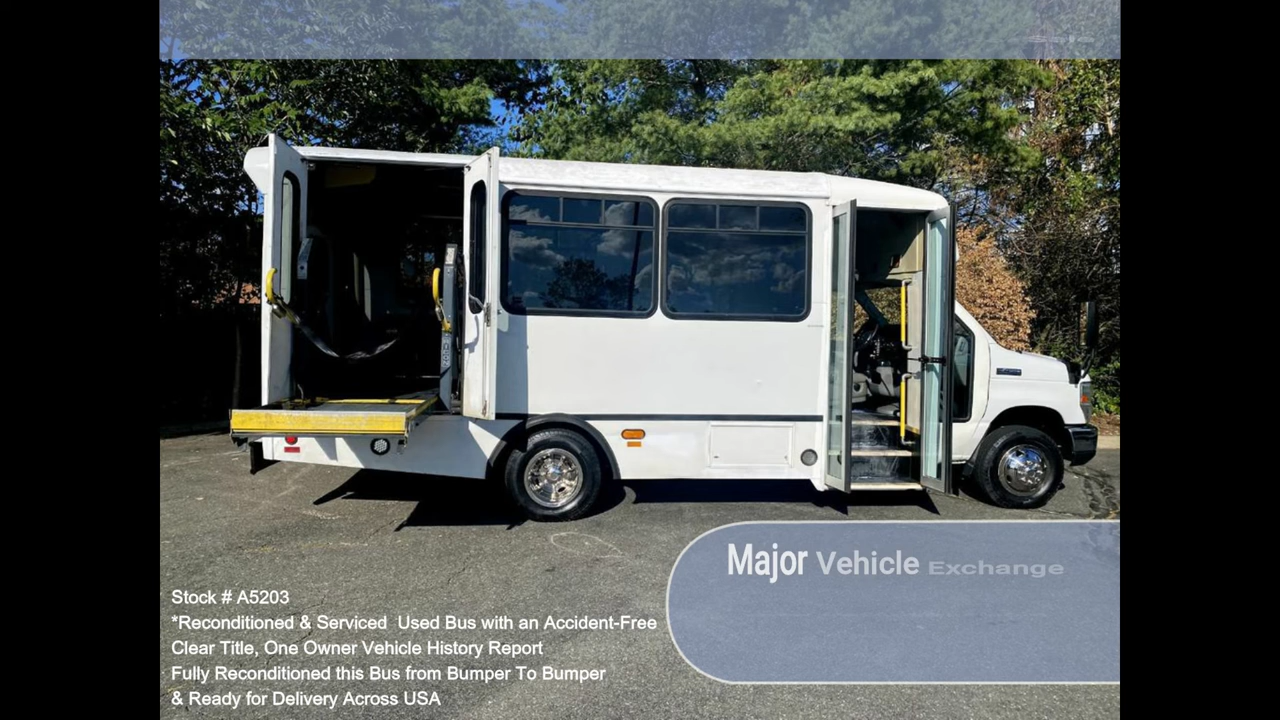 Major Vehicle Exchange
Stock # A5203
*Reconditioned & Serviced  Used Bus with an Accident-Free
Clear Title, One Owner Vehicle History Report
Fully Reconditioned this Bus from Bumper To Bumper
& Ready for Delivery Across USA